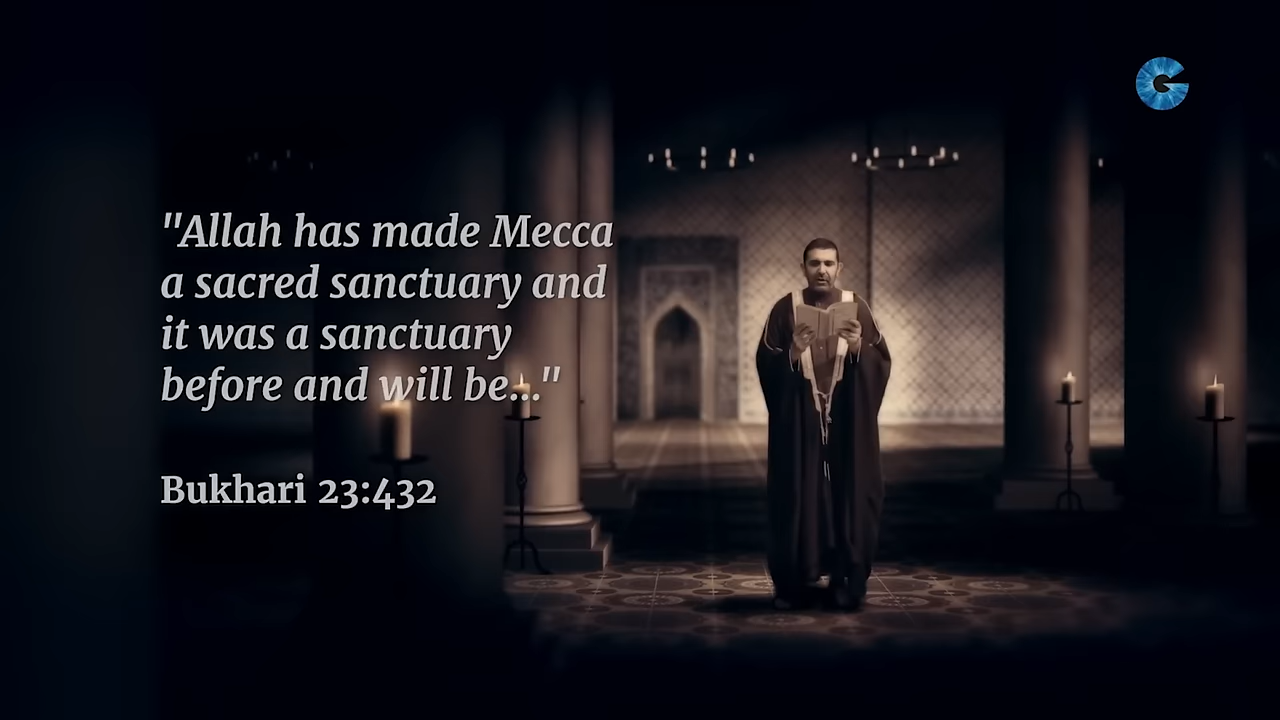 "Allah has made Mecca
a sacred sanctuary and
it was a sanctuary
before and will be..."
Bukhari 23:432